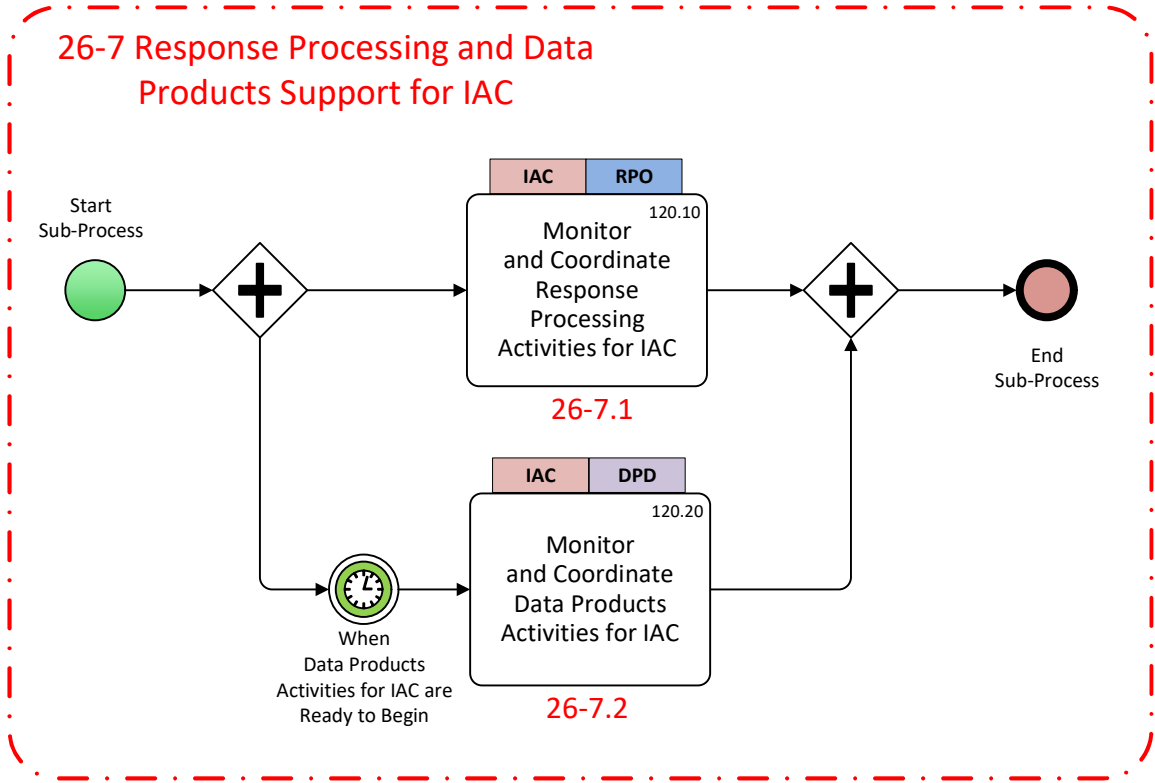 26-7 Response Processing and Data
Products Support for IAC
Start
Sub-Process
IAC
RPO
120.10
Monitor
and Coordinate
Response
Processing
Activities for IAC
26-7.1
End
Sub-Process
IAC
DPD
120.20
Monitor
and Coordinate
Data Products
Activities for IAC
26-7.2
When
Data Products
Activities for IAC are
Ready to Begin